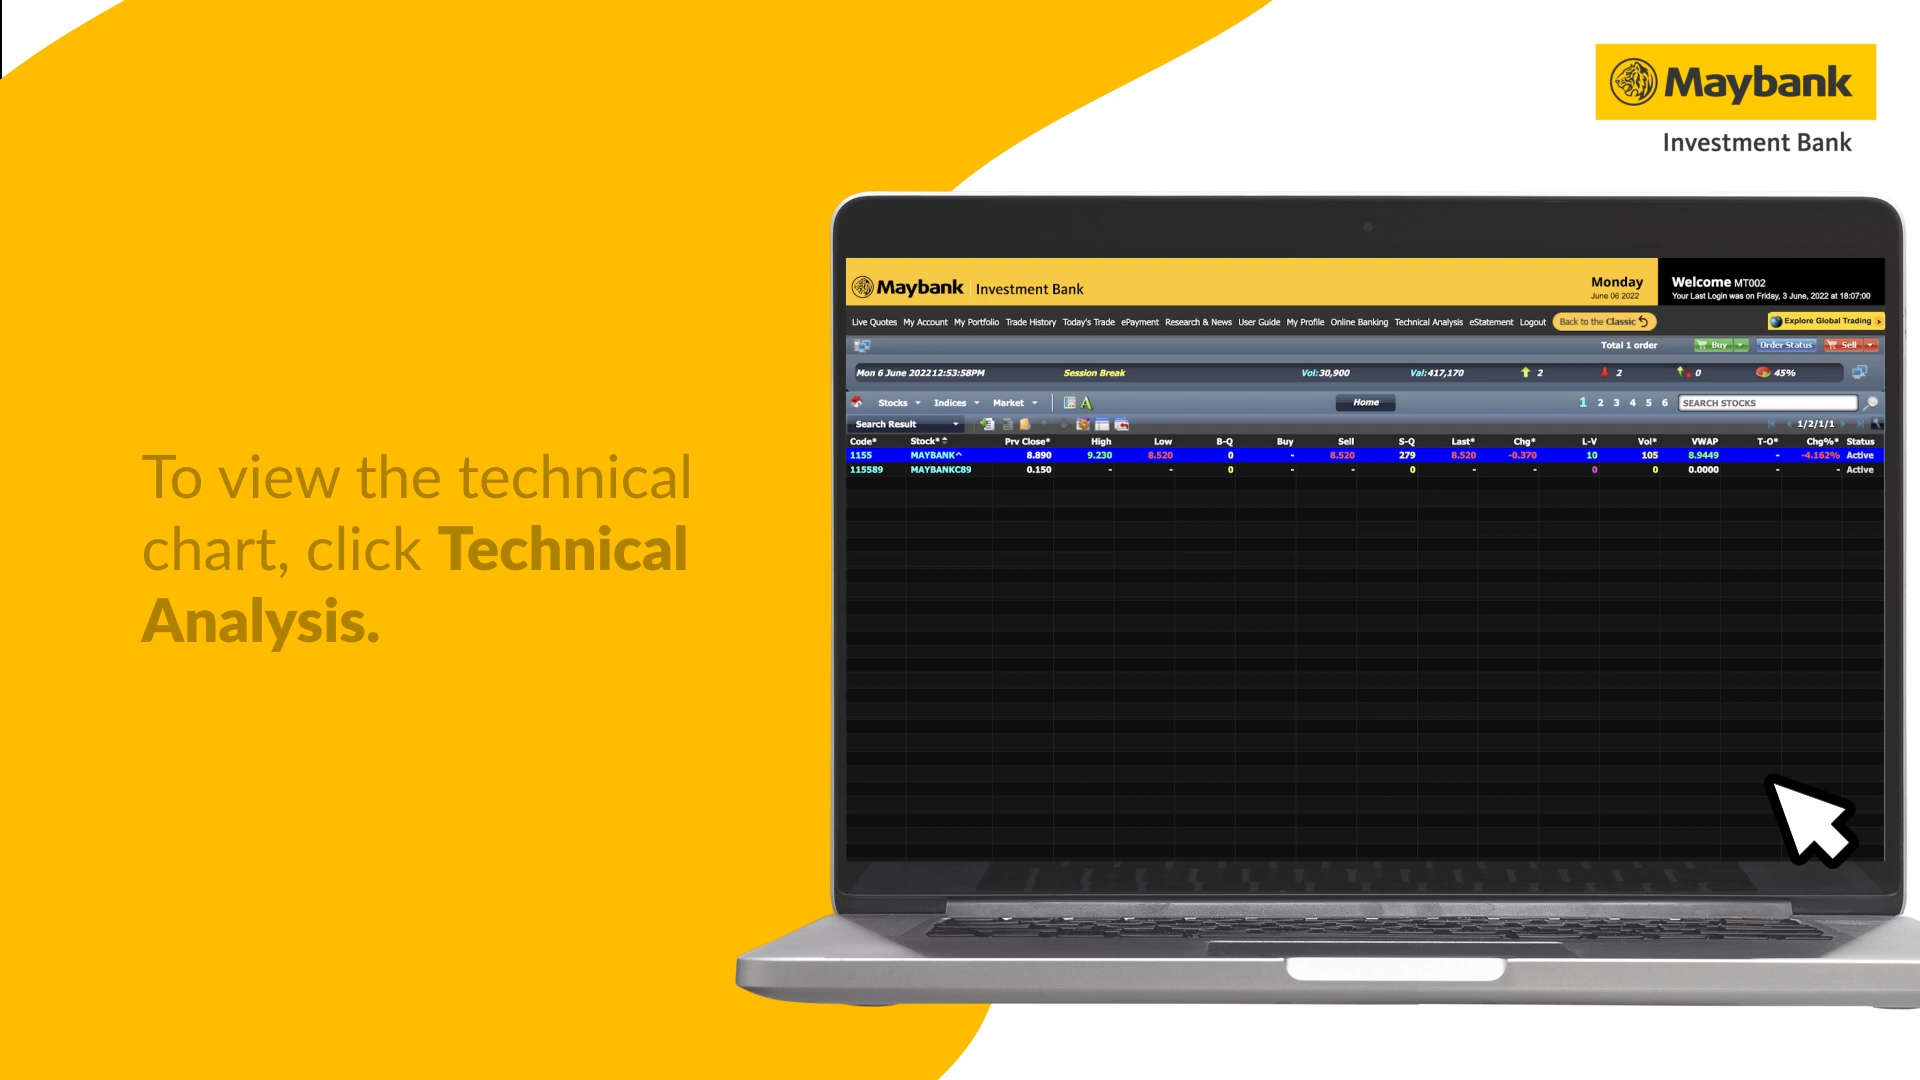 Maybank
Investment Bank
To view the technical
chart, click Technical
Analysis.
Maybank Investment Bank
Monday
June 06 2022
Welcome MT002
Your Last Login was on Friday, 3 June, 2022 at 18:07:00
Live Quotes My Account My Portfolio Trade History Today's Trade ePayment Research & News User Guide My Profile Online Banking Technical Analysis eStatement Logout Back to the Classic Explore Global Trading
Total 1 order Buy Order Status Sell
Mon 6 June 2022 12:53:58PM Session Break Vol:30,900 Val:417,170 2 2 0 45%
Stocks Indices Market A Home 1 2 3 4 5 6 SEARCH STOCKS
Search Result 1/2/1/1
Code* Stock* Prv Close* High Low B-Q Buy Sell S-Q Last* Chg* L-V Vol* VWAP T-O* Chg%* Status
1155 MAYBANK^ 8.890 9.230 8.520 0 - 8.520 279 8.520 -0.370 10 105 8.9449 - -4.162% Active
115589 MAYBANKC89 0.150 - - 0 - - 0 - - 0 0 0.0000 - - Active